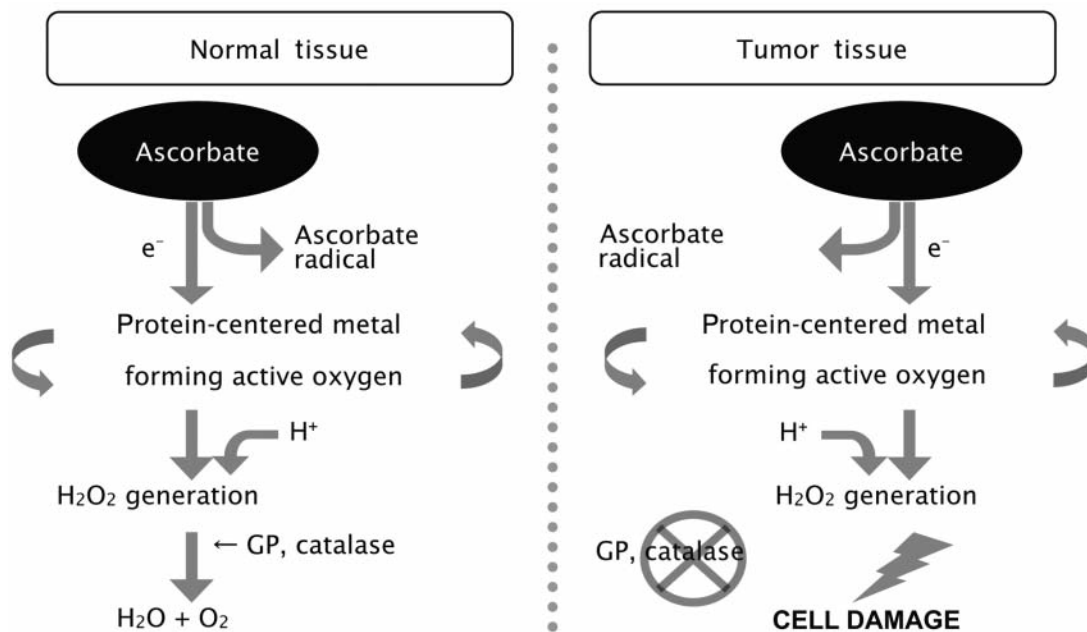 Normal tissue
Ascorbate
e⁻
Ascorbate
radical
Protein-centered metal
forming active oxygen
H⁺
H₂O₂ generation
← GP, catalase
H₂O + O₂
Tumor tissue
Ascorbate
Ascorbate
radical
e⁻
Protein-centered metal
forming active oxygen
H⁺
H₂O₂ generation
GP, catalase
CELL DAMAGE